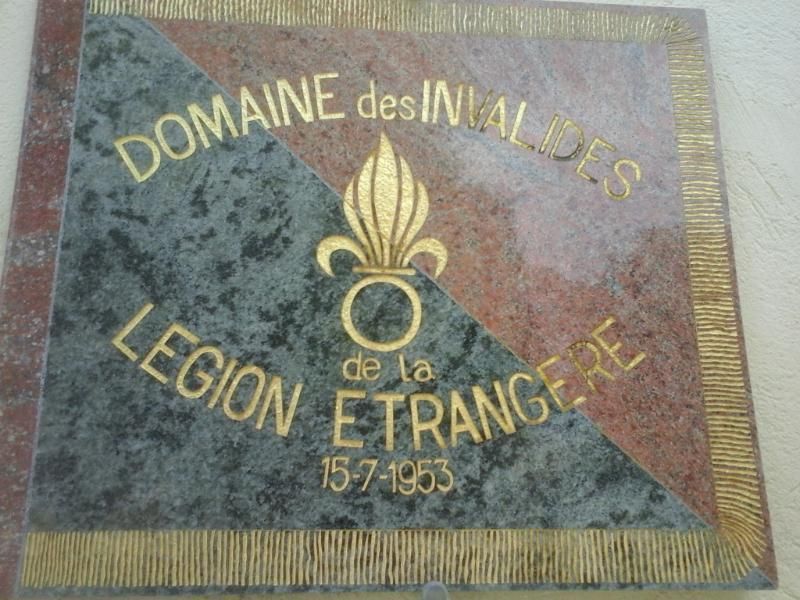 DOMAINE des INVALIDES
de la
LEGION ETRANGERE
15-7-1953